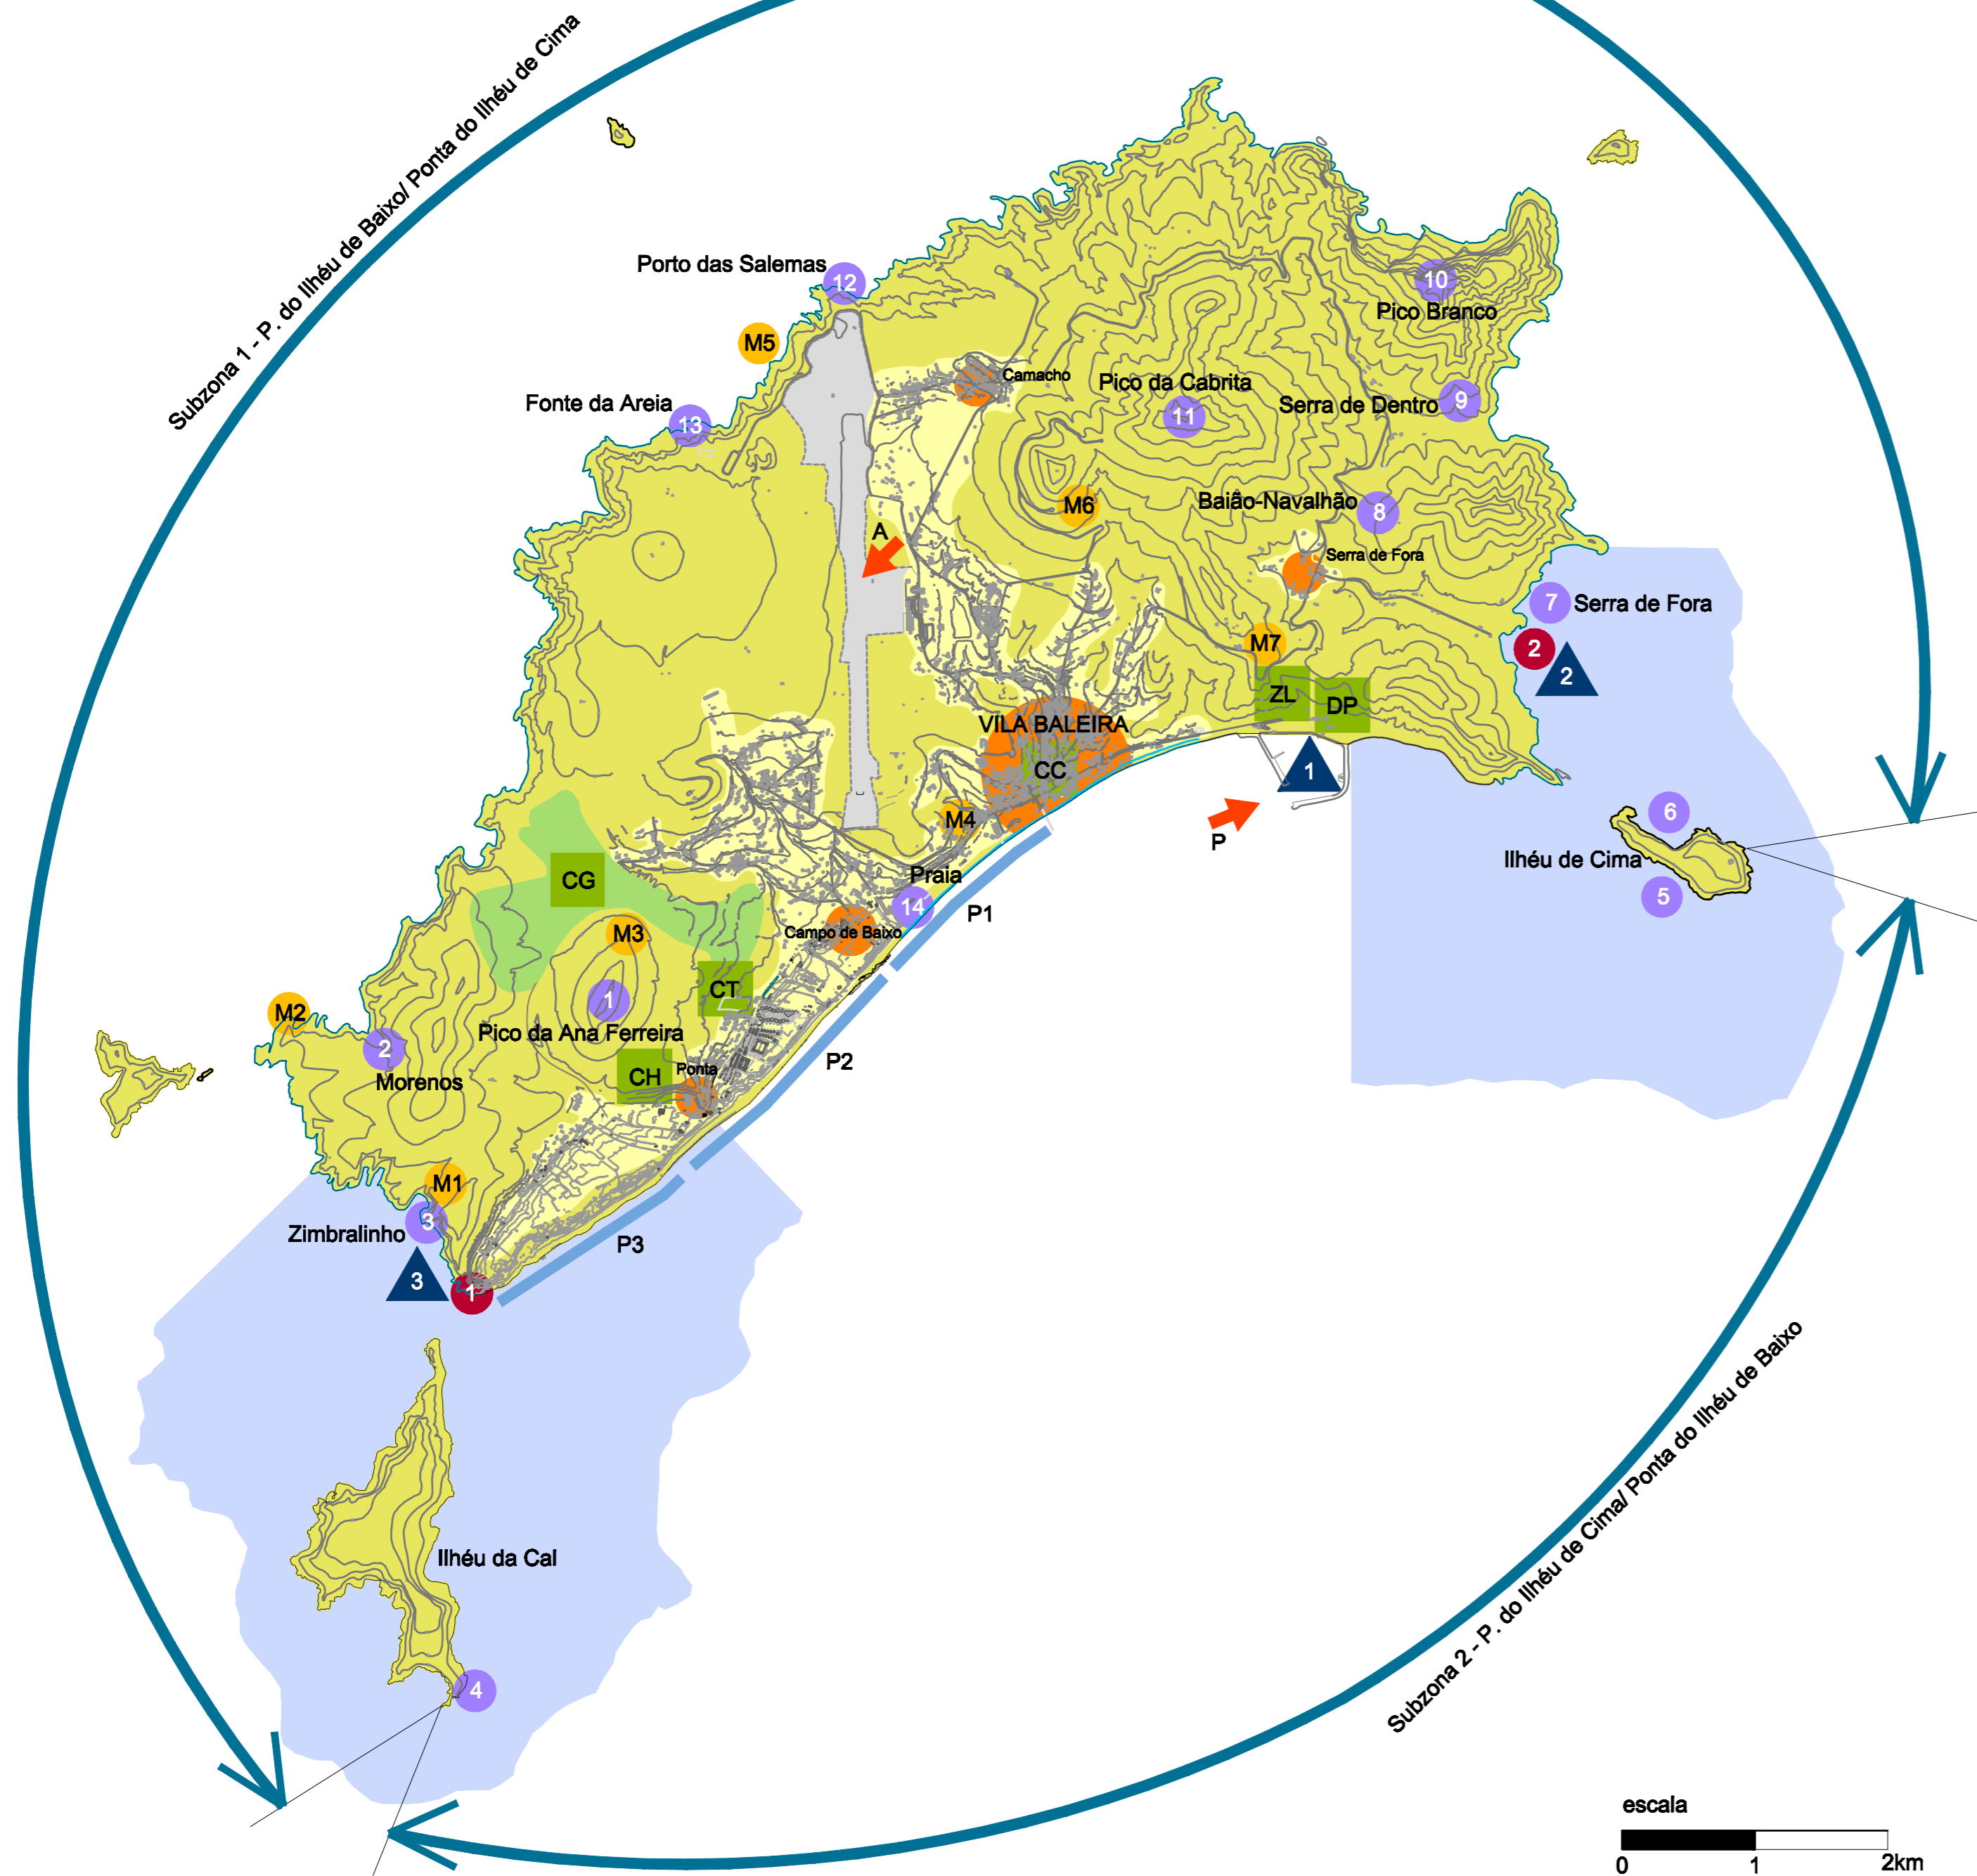 Subzona 1 - P. do Ilhéu de Baixo/ Ponta do Ilhéu de Cima
Porto das Salemas
12
10
Pico Branco
M5
Camacho
Pico da Cabrita
11
Serra de Dentro
9
Fonte da Areia
13
M6
Baião-Navalhão
8
A
Serra de Fora
7
Serra de Fora
M7
2
2
ZL
DP
VILA BALEIRA
CC
1
P
6
M4
Ilhéu de Cima
5
CG
Praia
14
P1
M3
Campo de Baixo
CT
1
Pico da Ana Ferreira
M2
2
Morenos
P2
CH
Ponta
M1
3
Zimbralinho
P3
3
1
Ilhéu da Cal
4
Subzona 2 - P. do Ilhéu de Cima/ Ponta do Ilhéu de Baixo
escala
0 1 2km